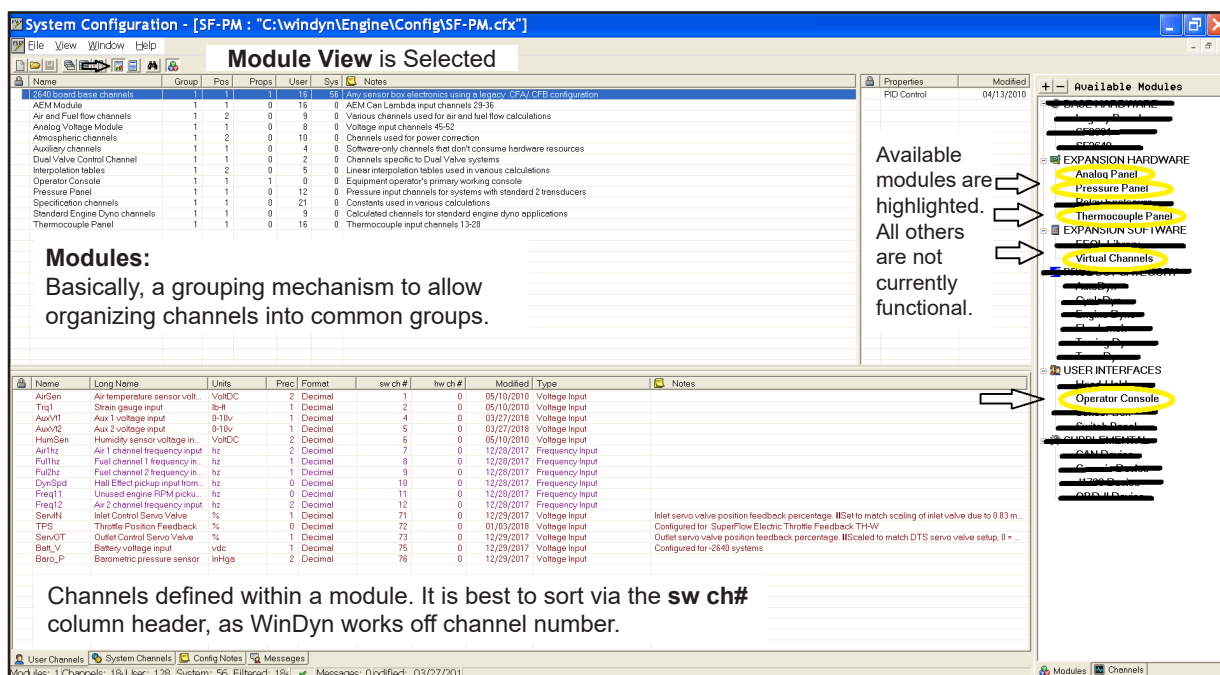 System Configuration - [SF-PM : "C:\windyn\Engine\Config\SF-PM.cfx"]
File View Window Help
Module View is Selected
Name Group Pos Props User Sys Notes
2640 board base channels 1 1 1 16 56 Any sensor box electronics using a legacy .CFA/.CFB configuration
AEM Module 1 1 0 16 0 AEM Can Lambda input channels 29-36
Air and Fuel flow channels 1 2 0 9 0 Various channels used for air and fuel flow calculations
Analog Voltage Module 1 1 0 8 0 Voltage input channels 45-52
Atmospheric channels 1 2 0 10 0 Channels used for power correction
Auxiliary channels 1 1 0 4 0 Software-only channels that don't consume hardware resources
Dual Valve Control Channel 1 1 0 2 0 Channels specific to Dual Valve systems
Interpolation tables 1 2 0 5 0 Linear interpolation tables used in various calculations
Operator Console 1 1 1 0 0 Equipment operator's primary working console
Pressure Panel 1 1 0 12 0 Pressure input channels for systems with standard 2 transducers
Specification channels 1 1 0 21 0 Constants used in various calculations
Standard Engine Dyno channels 1 1 0 9 0 Calculated channels for standard engine dyno applications
Thermocouple Panel 1 1 0 16 0 Thermocouple input channels 13-28
Modules:
Basically, a grouping mechanism to allow
organizing channels into common groups.
Properties Modified
PID Control 04/13/2010
Available
modules are
highlighted.
All others
are not
currently
functional.
Available Modules
EXPANSION HARDWARE
Analog Panel
Pressure Panel
Thermocouple Panel
EXPANSION SOFTWARE
Virtual Channels
USER INTERFACES
Operator Console
Name Long Name Units Prec Format sw ch # hw ch # Modified Type Notes
AirSen Air temperature sensor volt... VoltDC 2 Decimal 1 0 05/10/2010 Voltage Input
Trq1 Strain gauge input lb-ft 1 Decimal 2 0 05/10/2010 Voltage Input
AuxVt1 Aux 1 voltage input 0-10v 1 Decimal 4 0 03/27/2018 Voltage Input
AuxVt2 Aux 2 voltage input 0-10v 1 Decimal 5 0 03/27/2018 Voltage Input
HumSen Humidity sensor voltage in... VoltDC 2 Decimal 6 0 05/10/2010 Voltage Input
Air1hz Air 1 channel frequency input hz 2 Decimal 7 0 12/28/2017 Frequency Input
Ful1hz Fuel channel 1 frequency in... hz 1 Decimal 8 0 12/28/2017 Frequency Input
Ful2hz Fuel channel 2 frequency in... hz 1 Decimal 9 0 12/28/2017 Frequency Input
DynSpd Hall Effect pickup input from... hz 0 Decimal 10 0 12/28/2017 Frequency Input
Freq11 Unused engine RPM picku... hz 0 Decimal 11 0 12/28/2017 Frequency Input
Freq12 Air 2 channel frequency input hz 2 Decimal 12 0 12/28/2017 Frequency Input
ServIN Inlet Control Servo Valve % 1 Decimal 71 0 12/29/2017 Voltage Input Inlet servo valve position feedback percentage. ||Set to match scaling of inlet valve due to 0.83 m...
TPS Throttle Position Feedback % 0 Decimal 72 0 01/03/2018 Voltage Input Configured for SuperFlow Electric Throttle Feedback TH-W
ServOT Outlet Control Servo Valve % 1 Decimal 73 0 12/29/2017 Voltage Input Outlet servo valve position feedback percentage. ||Scaled to match DTS servo valve setup, 0 = ...
Batt_V Battery voltage input vdc 1 Decimal 75 0 12/29/2017 Voltage Input Configured for -2640 systems
Baro_P Barometric pressure sensor InHga 2 Decimal 76 0 12/29/2017 Voltage Input
Channels defined within a module. It is best to sort via the sw ch#
column header, as WinDyn works off channel number.
User Channels System Channels Config Notes Messages
Modules Channels